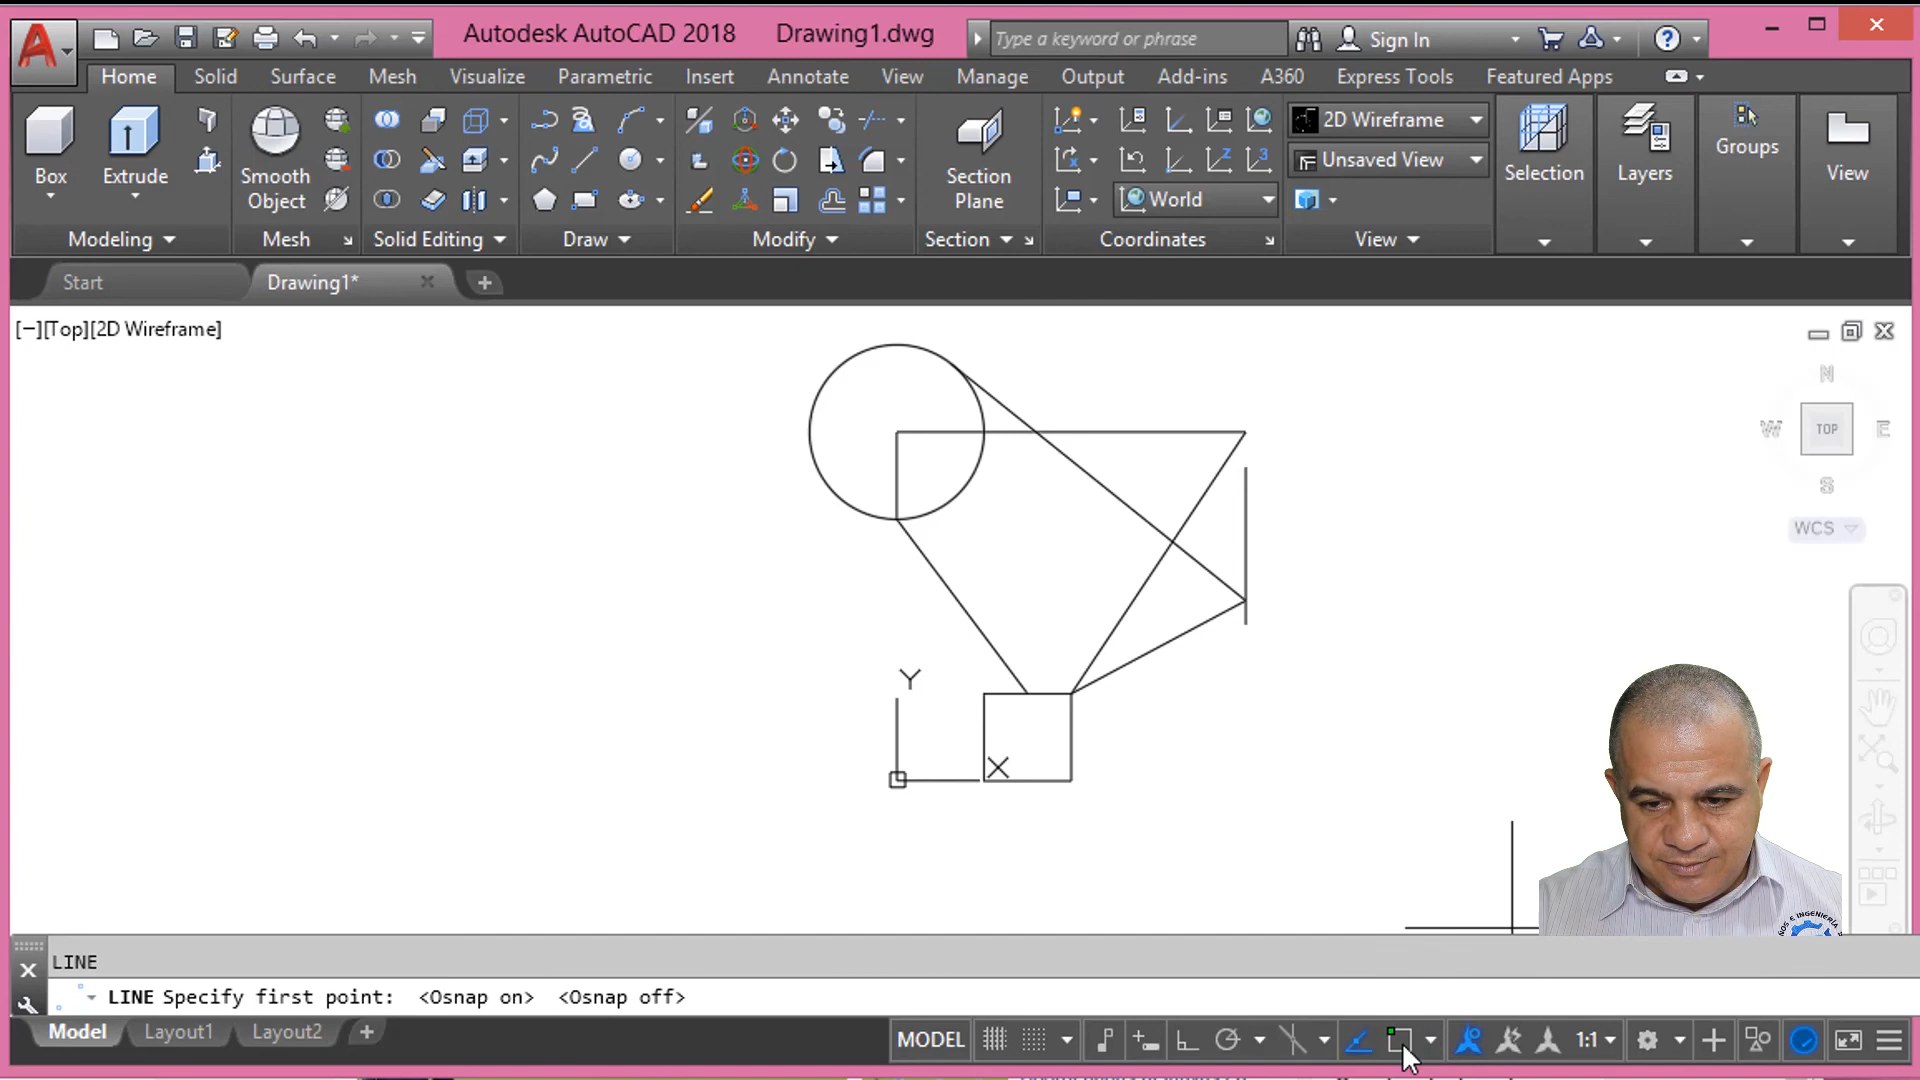 Autodesk AutoCAD 2018 Drawing1.dwg
Type a keyword or phrase
Sign In
?
Home Solid Surface Mesh Visualize Parametric Insert Annotate View Manage Output Add-ins A360 Express Tools Featured Apps
Box
Extrude
Smooth
Object
Section
Plane
2D Wireframe
Unsaved View
World
Selection
Layers
Groups
View
Modeling
Mesh
Solid Editing
Draw
Modify
Section
Coordinates
View
Start
Drawing1*
[−][Top][2D Wireframe]
N
W
TOP
E
S
WCS
Y
X
LINE
LINE Specify first point: <Osnap on> <Osnap off>
Model Layout1 Layout2 +
MODEL
1:1